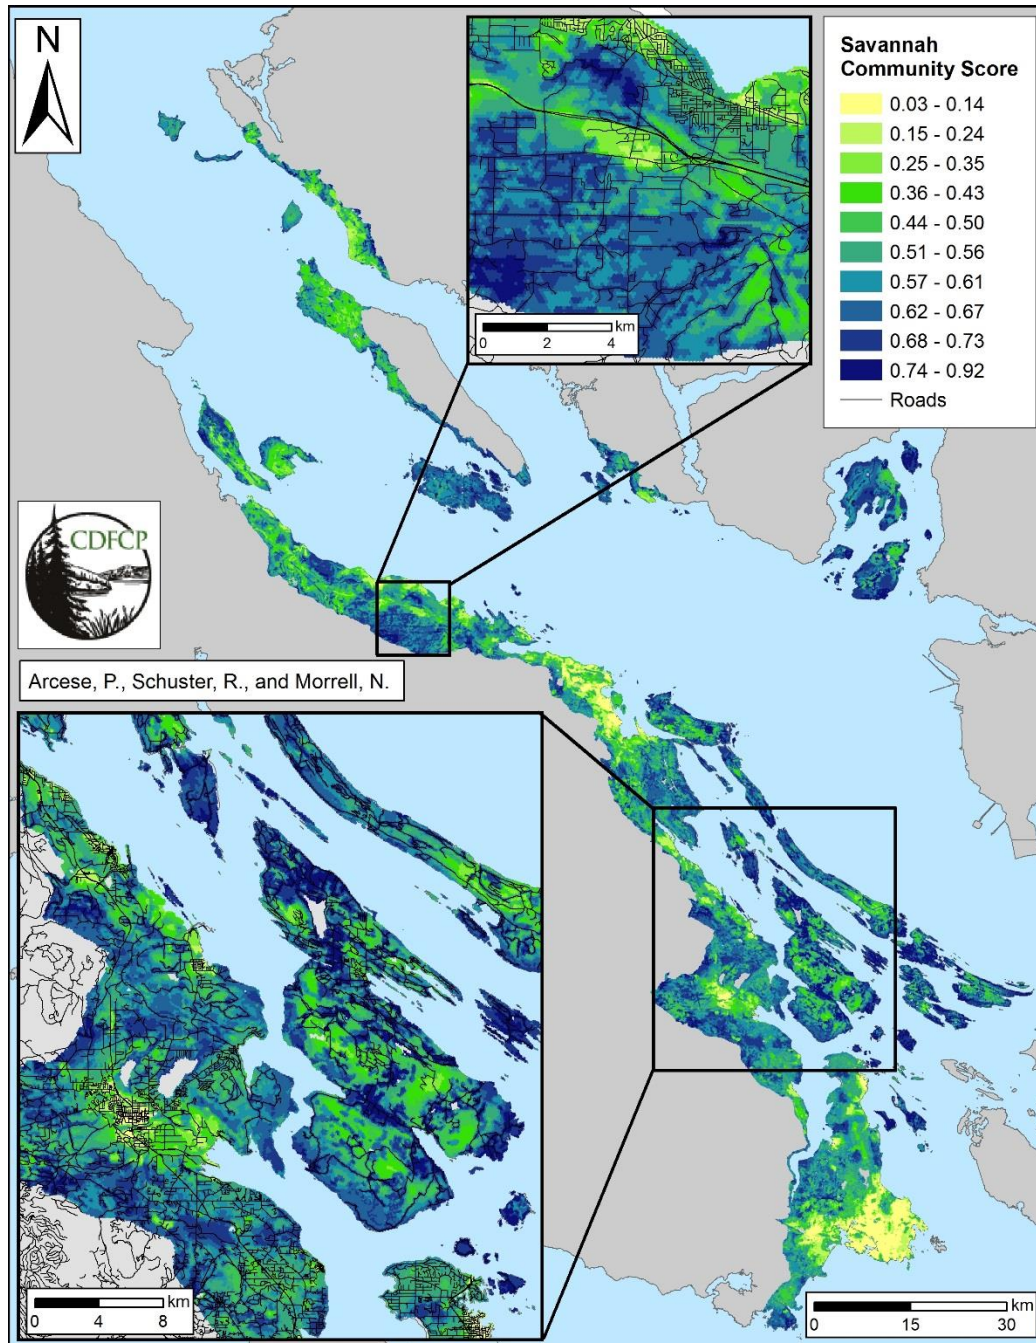 N
Savannah
Community Score
0.03 - 0.14
0.15 - 0.24
0.25 - 0.35
0.36 - 0.43
0.44 - 0.50
0.51 - 0.56
0.57 - 0.61
0.62 - 0.67
0.68 - 0.73
0.74 - 0.92
Roads
km
0 2 4
CDFCP
Arcese, P., Schuster, R., and Morrell, N.
km
0 4 8
km
0 15 30